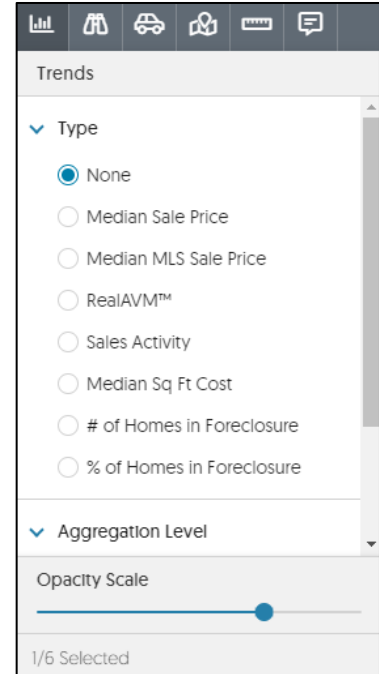 Trends
Type
None
Median Sale Price
Median MLS Sale Price
RealAVM™
Sales Activity
Median Sq Ft Cost
# of Homes in Foreclosure
% of Homes in Foreclosure
Aggregation Level
Opacity Scale
1/6 Selected